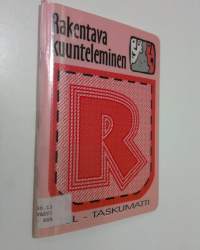 Rakentava
kuunteleminen
R
L - TASKUMATTI